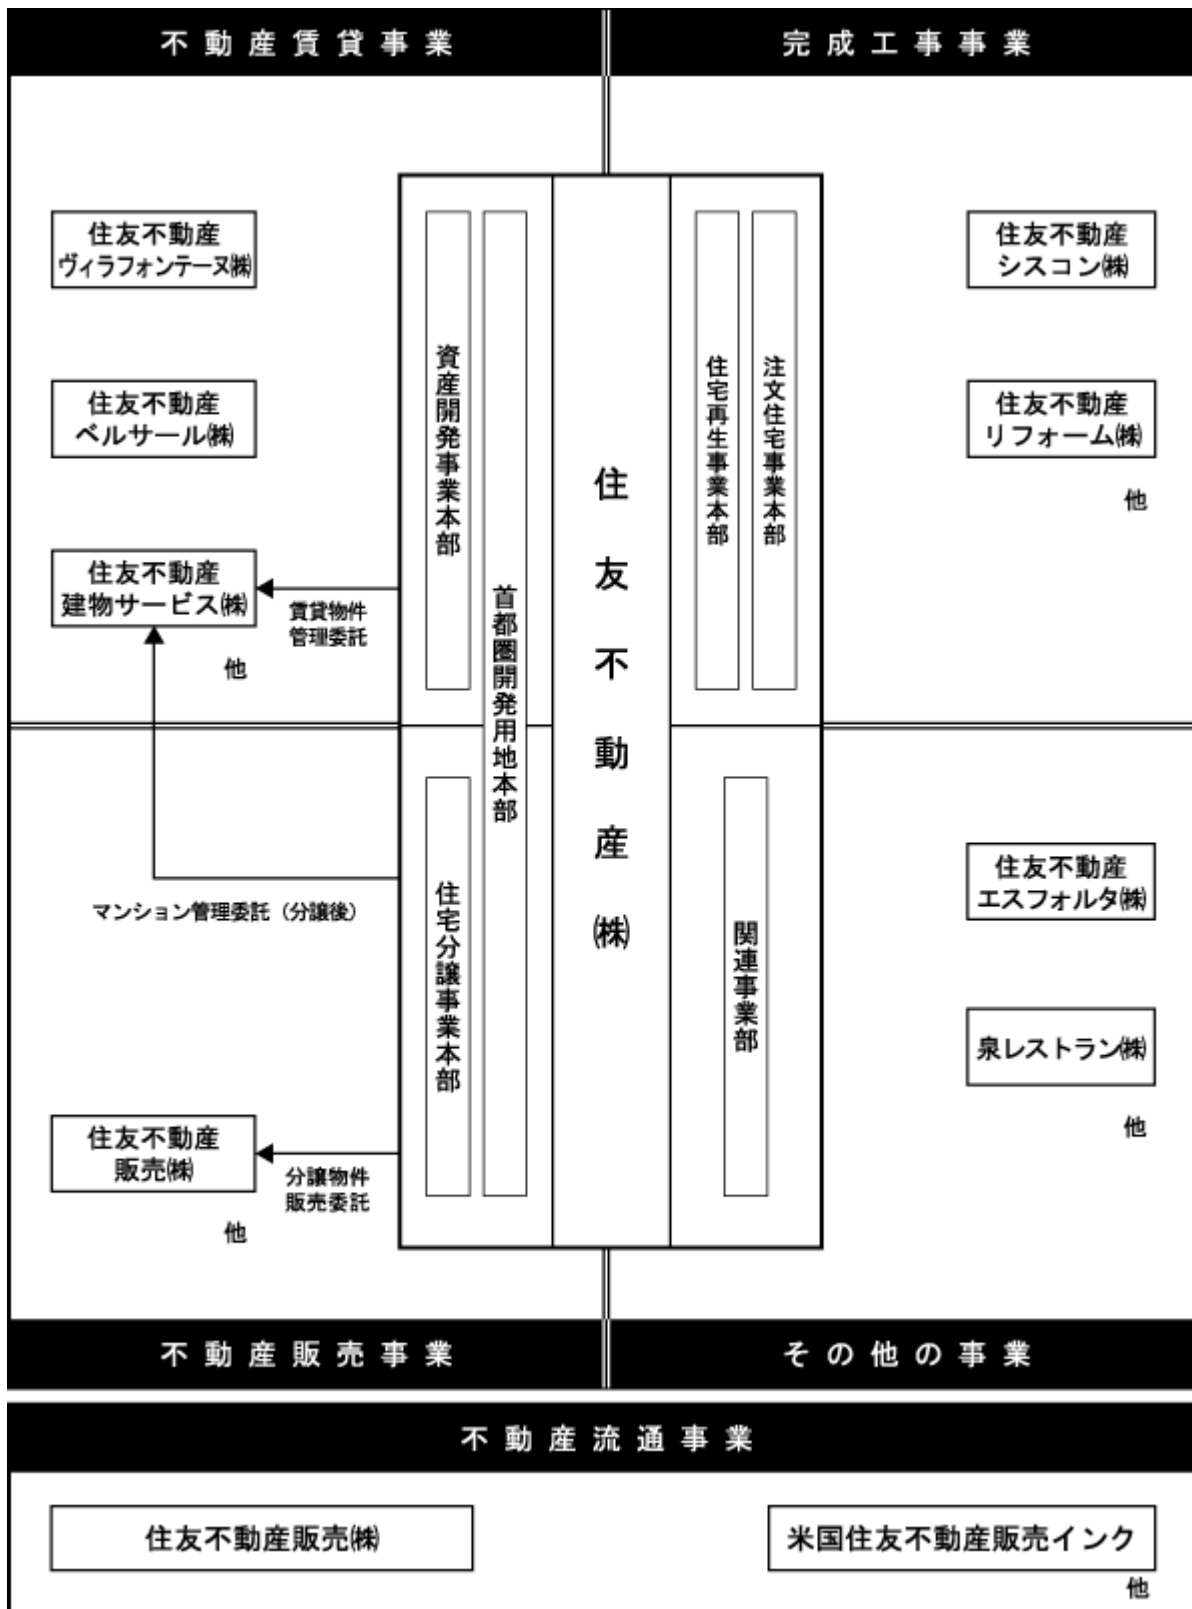 不動産賃貸事業
完成工事事業
住友不動産
ヴィラフォンテーヌ㈱
住友不動産
ベルサール㈱
住友不動産
建物サービス㈱
他
賃貸物件
管理委託
資産開発事業本部
首都圏開発用地本部
住友不動産㈱
住宅再生事業本部
注文住宅事業本部
住友不動産
シスコン㈱
住友不動産
リフォーム㈱
他
マンション管理委託（分譲後）
住宅分譲事業本部
住友不動産
販売㈱
他
分譲物件
販売委託
関連事業部
住友不動産
エスフォルタ㈱
泉レストラン㈱
他
不動産販売事業
その他の事業
不動産流通事業
住友不動産販売㈱
米国住友不動産販売インク
他